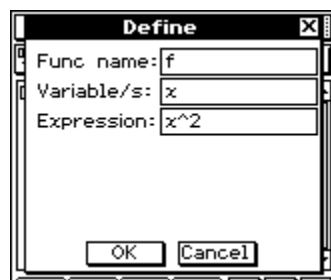 Define
Func name: f
Variable/s: x
Expression: x^2
OK Cancel